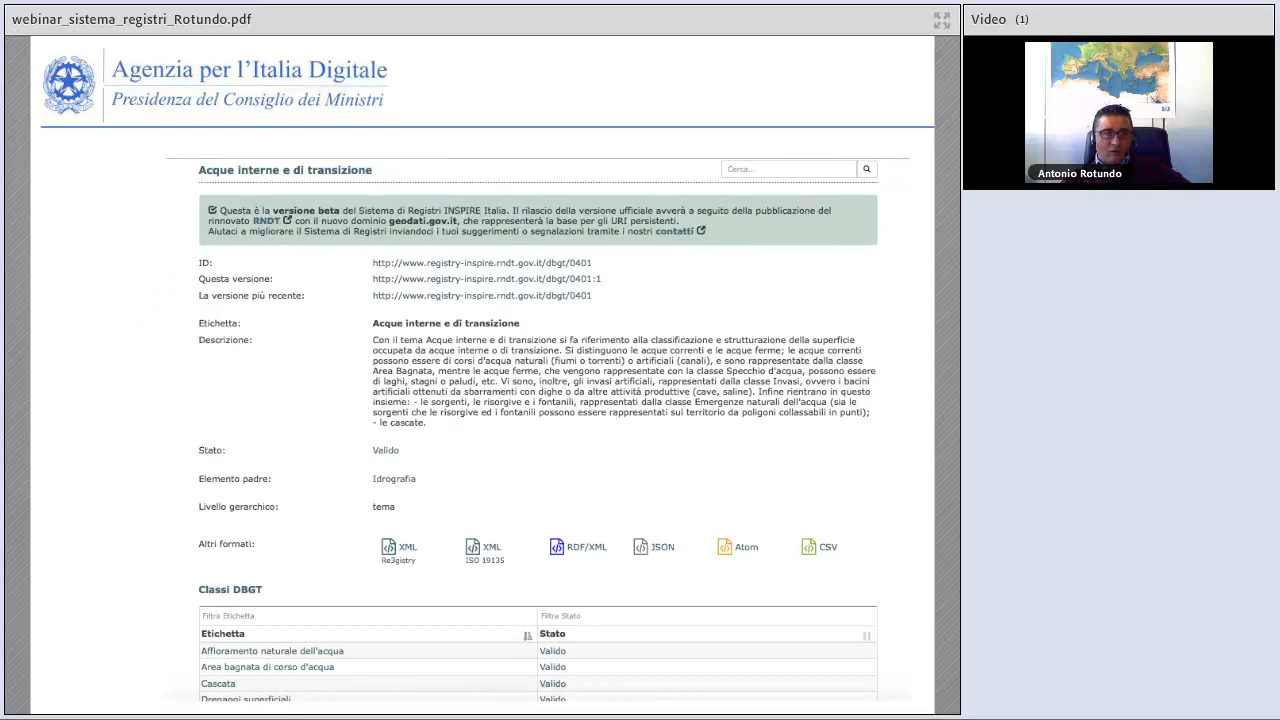 webinar_sistema_registri_Rotundo.pdf
Video (1)
Agenzia per l'Italia Digitale
Presidenza del Consiglio dei Ministri
Antonio Rotundo
Acque interne e di transizione
Cerca...
Questa è la versione beta del Sistema di Registri INSPIRE Italia. Il rilascio della versione ufficiale avverà a seguito della pubblicazione del
rinnovato RNDT con il nuovo dominio geodati.gov.it, che rappresenterà la base per gli URI persistenti.
Aiutaci a migliorare il Sistema di Registri inviandoci i tuoi suggerimenti o segnalazioni tramite i nostri contatti
ID: http://www.registry-inspire.rndt.gov.it/dbgt/0401
Questa versione: http://www.registry-inspire.rndt.gov.it/dbgt/0401:1
La versione più recente: http://www.registry-inspire.rndt.gov.it/dbgt/0401
Etichetta: Acque interne e di transizione
Descrizione: Con il tema Acque interne e di transizione si fa riferimento alla classificazione e strutturazione della superficie
occupata da acque interne o di transizione. Si distinguono le acque correnti e le acque ferme; le acque correnti
possono essere di corsi d'acqua naturali (fiumi o torrenti) o artificiali (canali), e sono rappresentate dalla classe
Area Bagnata, mentre le acque ferme, che vengono rappresentate con la classe Specchio d'acqua, possono essere
di laghi, stagni o paludi, etc. Vi sono, inoltre, gli invasi artificiali, rappresentati dalla classe Invasi, ovvero i bacini
artificiali ottenuti da sbarramenti con dighe o da altre attività produttive (cave, saline). Infine rientrano in questo
insieme: - le sorgenti, le risorgive e i fontanili, rappresentati dalla classe Emergenze naturali dell'acqua (sia le
sorgenti che le risorgive ed i fontanili possono essere rappresentati sul territorio da poligoni collassabili in punti);
- le cascate.
Stato: Valido
Elemento padre: Idrografia
Livello gerarchico: tema
Altri formati: XML XML RDF/XML JSON Atom CSV
Re3gistry ISO 19135
Classi DBGT
Filtra Etichetta Filtra Stato
Etichetta Stato
Affioramento naturale dell'acqua Valido
Area bagnata di corso d'acqua Valido
Cascata Valido
Drenaggi superficiali Valido